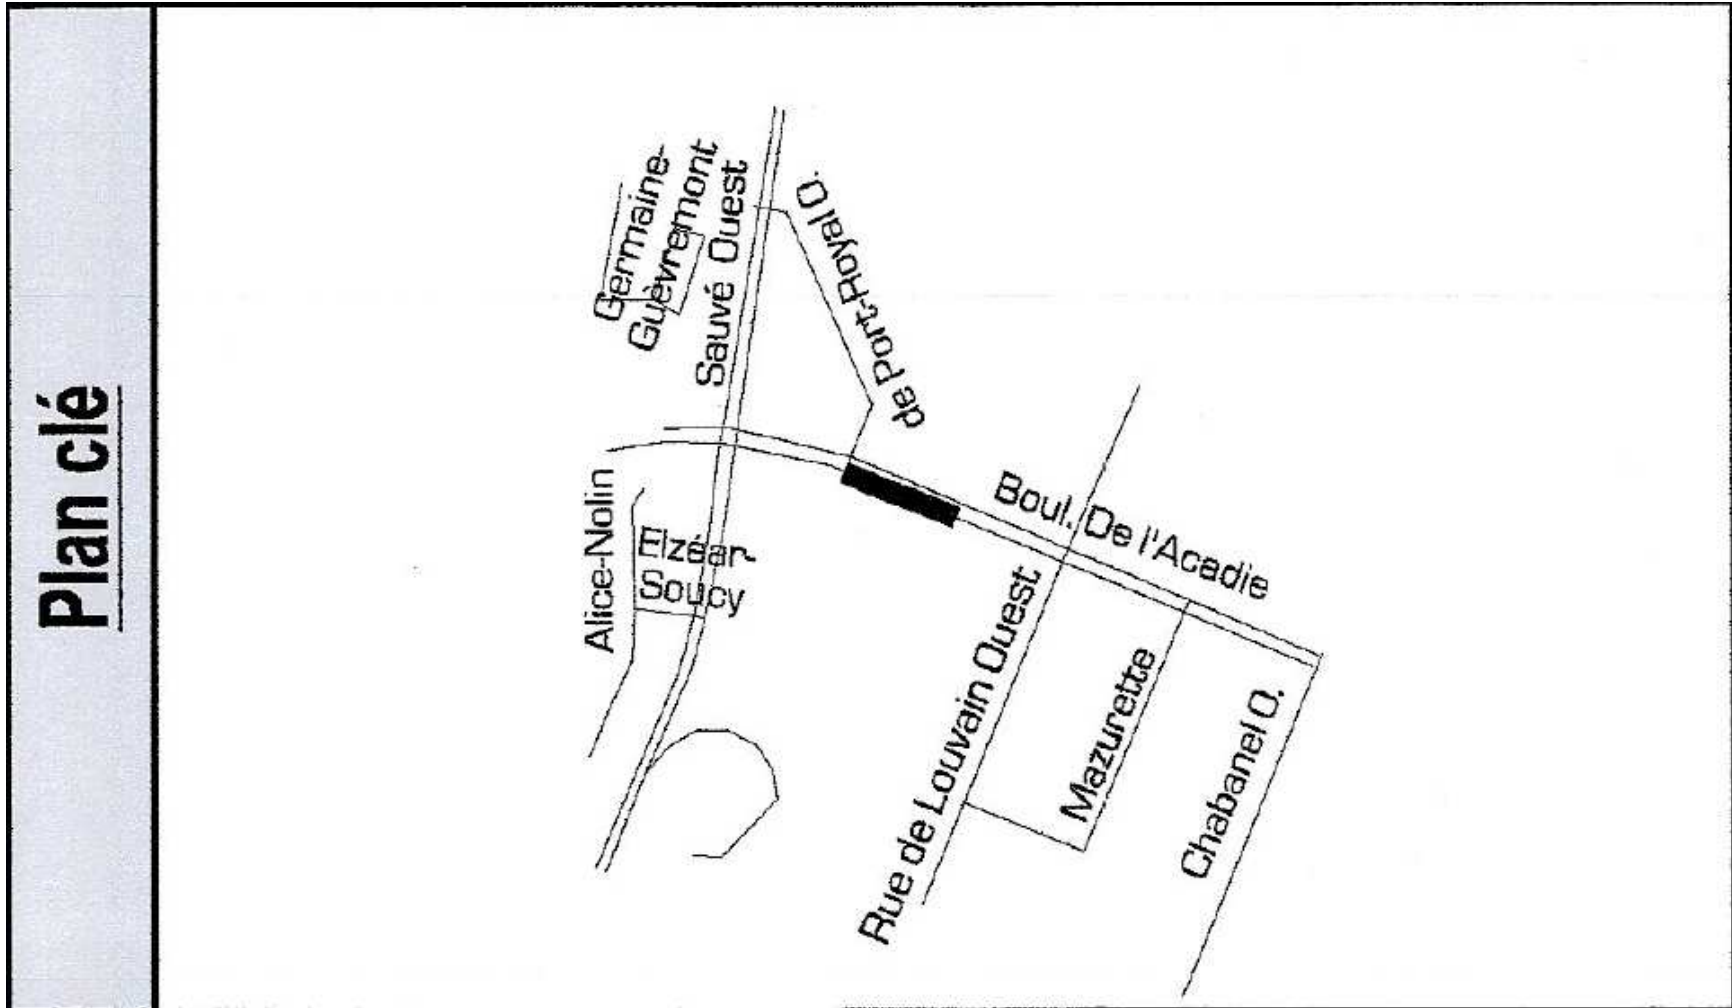 Plan clé
Germaine-
Guèvremont
Sauvé Ouest
de Port-Royal O.
Alice-Nolin
Elzéar-
Soucy
Boul. De l'Acadie
Rue de Louvain Ouest
Mazurette
Chabanel O.